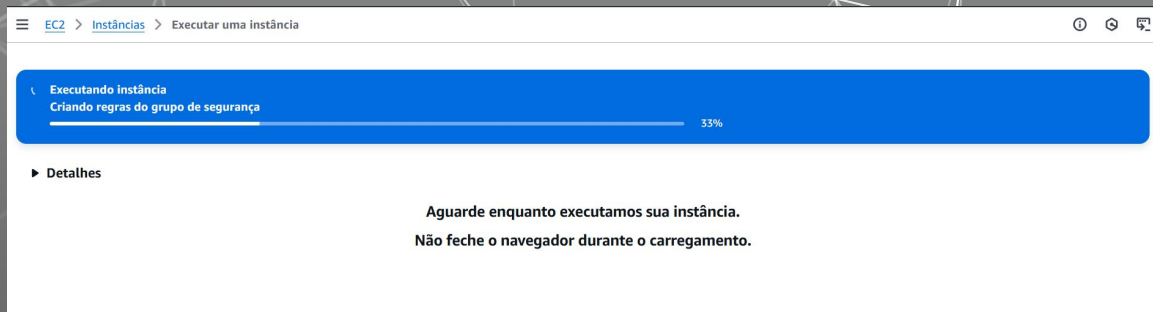 EC2 > Instâncias > Executar uma instância
Executando instância
Criando regras do grupo de segurança
33%
Detalhes
Aguarde enquanto executamos sua instância.
Não feche o navegador durante o carregamento.